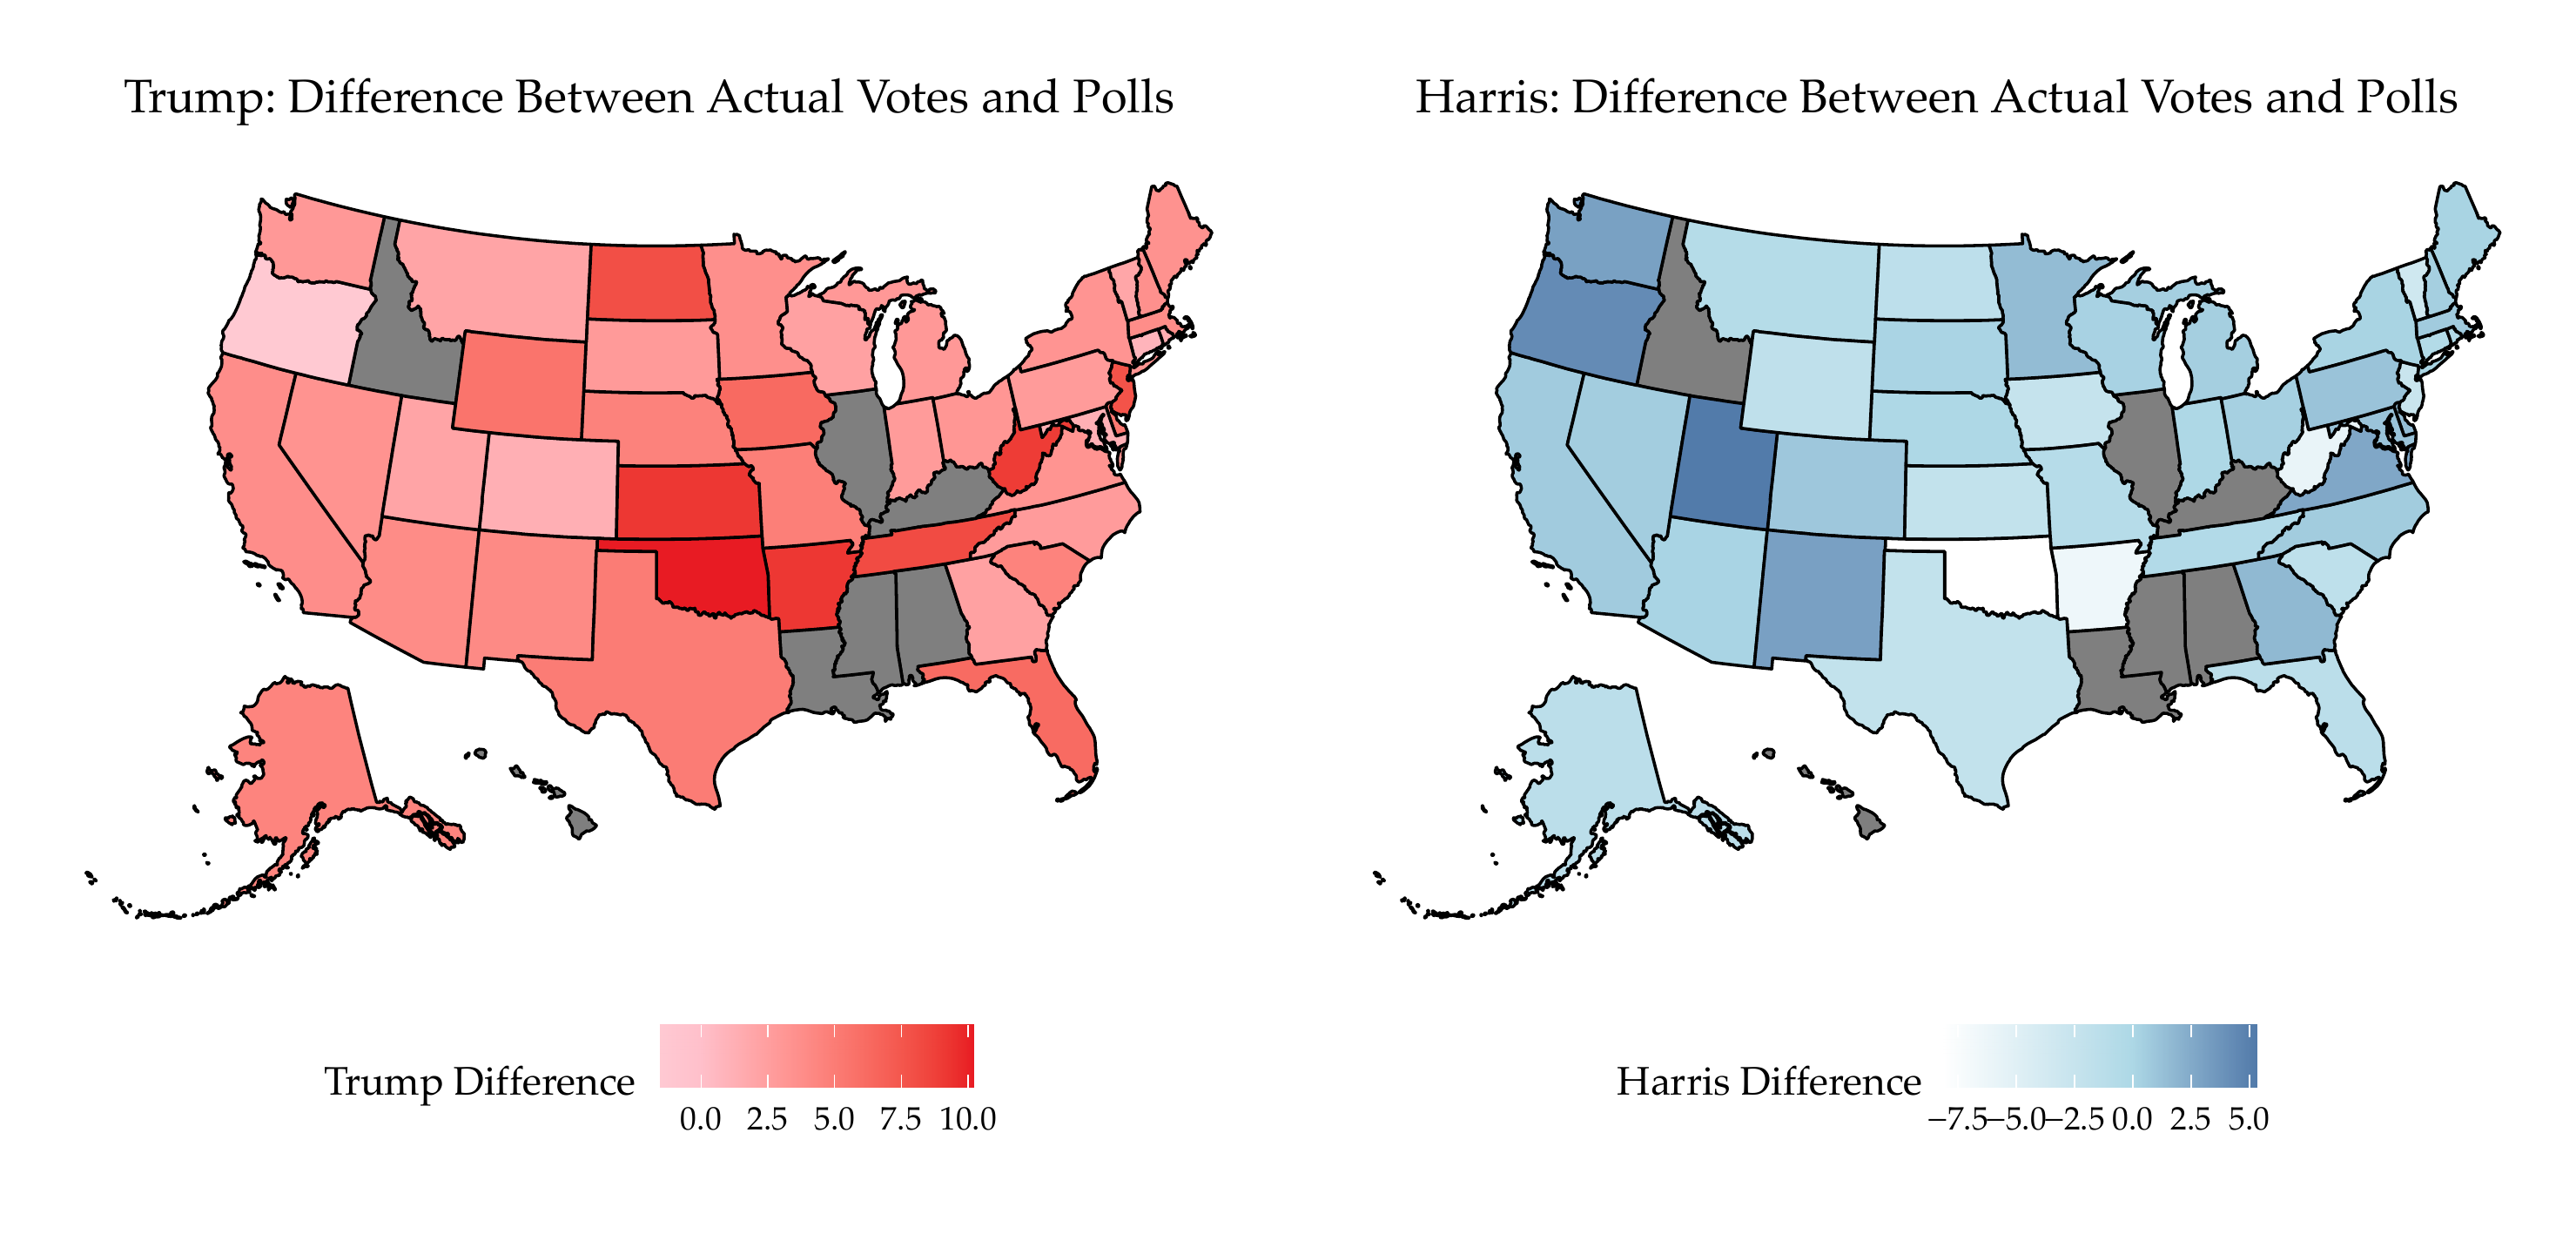 Trump: Difference Between Actual Votes and Polls
Harris: Difference Between Actual Votes and Polls
Trump Difference
0.0 2.5 5.0 7.5 10.0
Harris Difference
−7.5 −5.0 −2.5 0.0 2.5 5.0